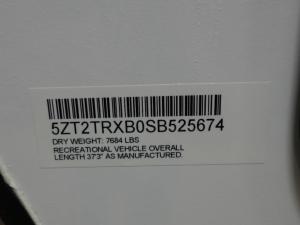 5ZT2TRXB0SB525674
DRY WEIGHT: 7684 LBS
RECREATIONAL VEHICLE OVERALL
LENGTH 37'3" AS MANUFACTURED.